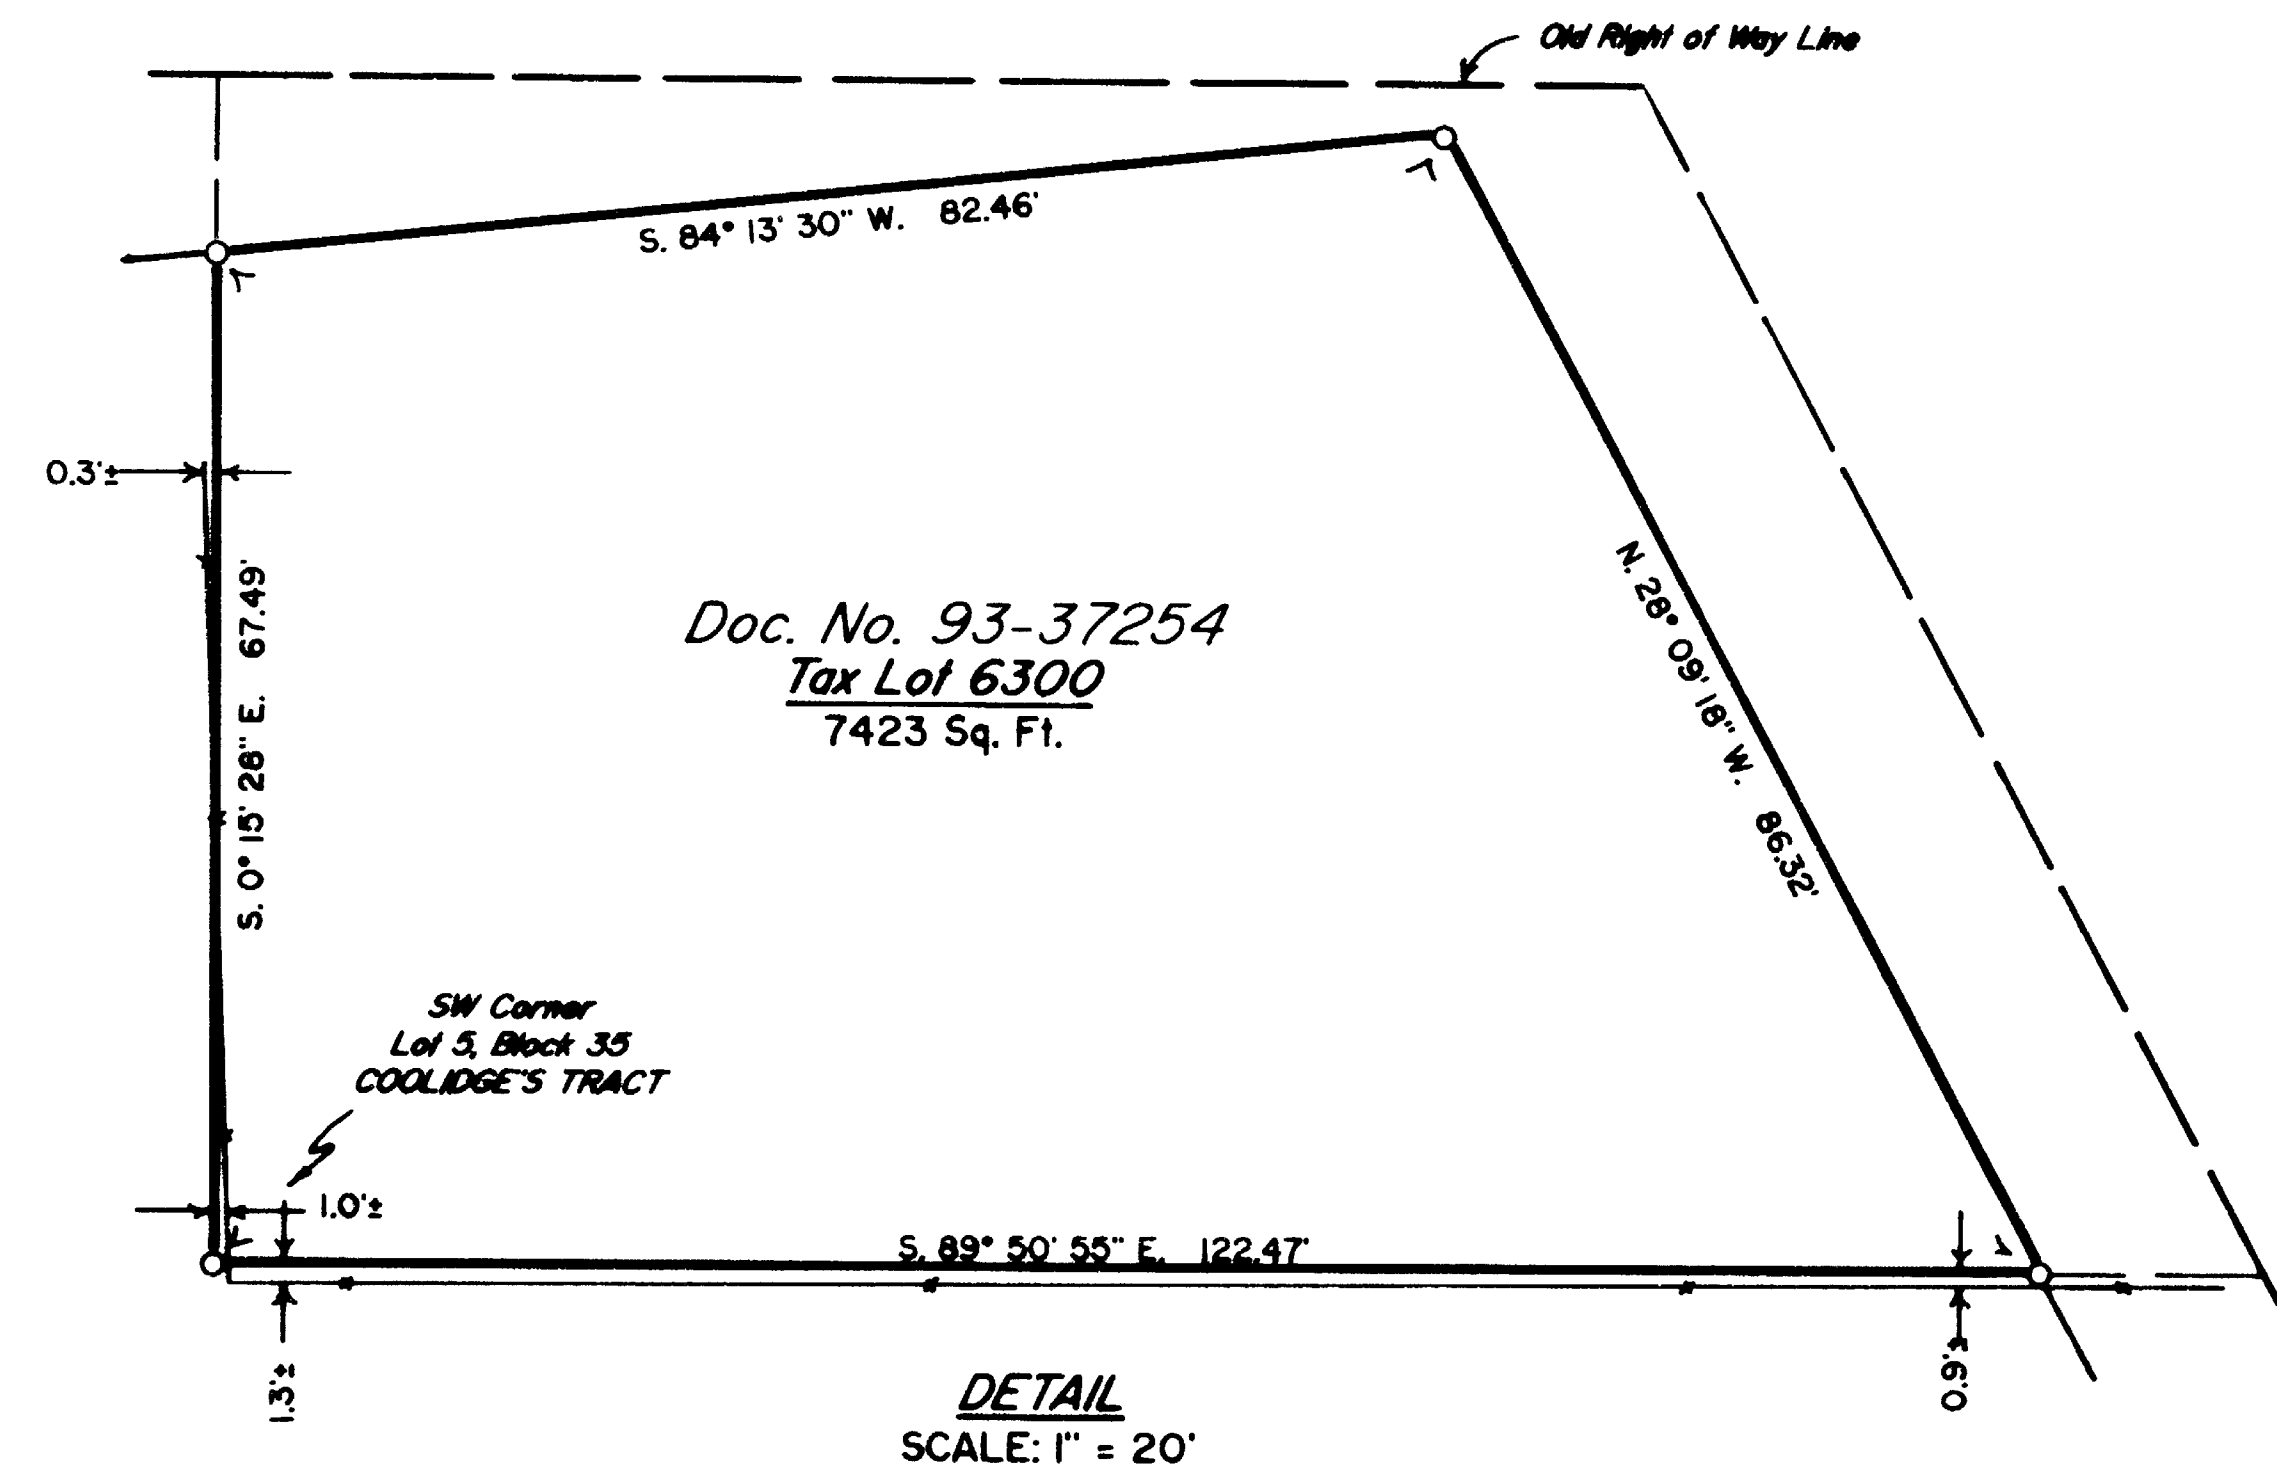 Old Right of Way Line
S. 84° 13' 30" W. 82.46'
0.3'±
S. 0° 15' 28" E. 67.49'
N. 28° 09' 18" W. 86.32'
Doc. No. 93-37254
Tax Lot 6300
7423 Sq. Ft.
SW Corner
Lot 5, Block 35
COOLIDGE'S TRACT
1.0'±
S. 89° 50' 55" E. 122.47'
1.3'±
0.9'±
DETAIL
SCALE: 1" = 20'